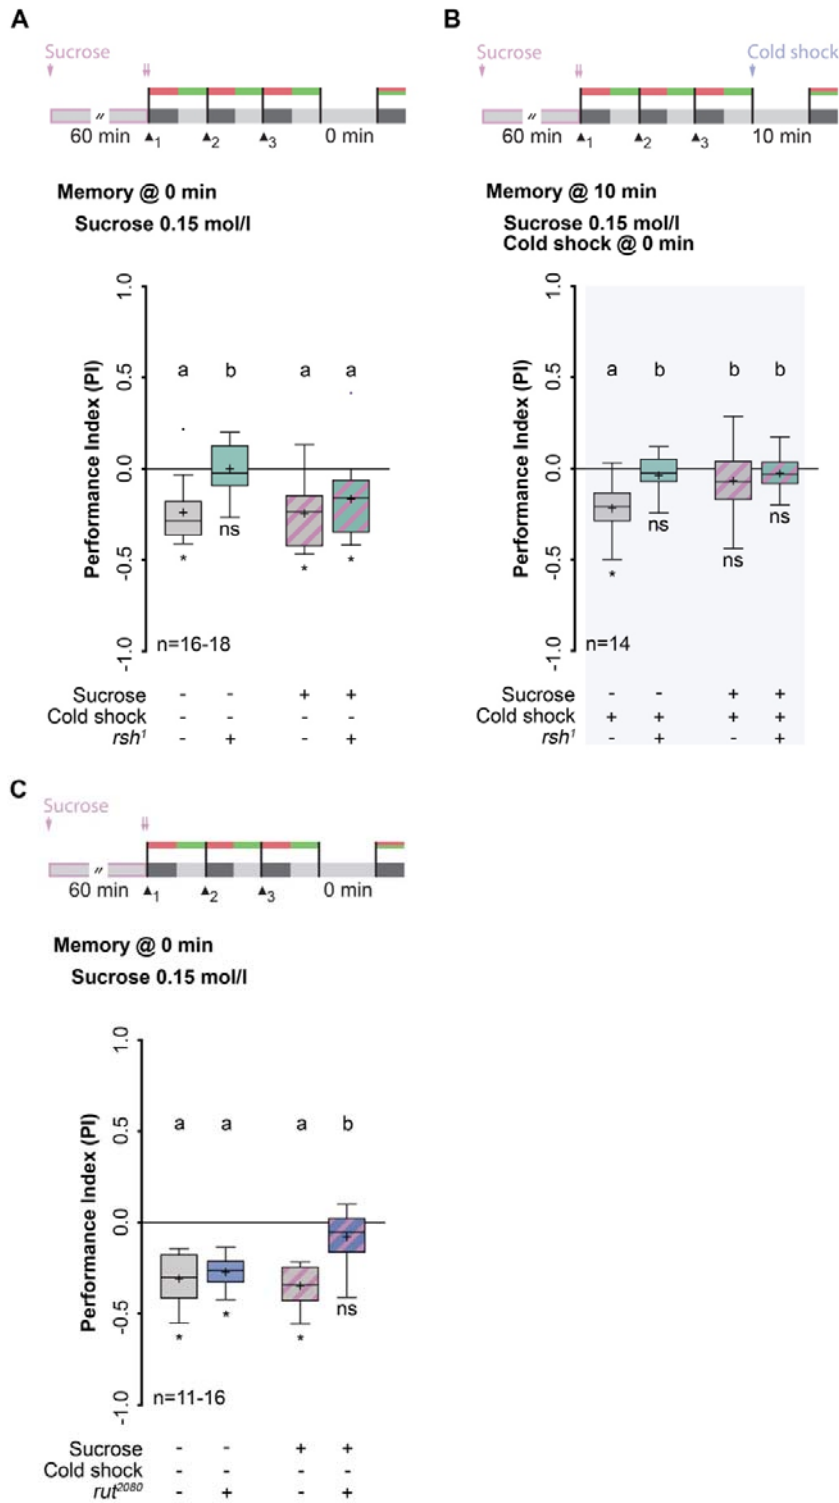 A
Sucrose
60 min
1
2
3
0 min
Memory @ 0 min
Sucrose 0.15 mol/l
Performance Index (PI)
1.0
0.5
0.0
-0.5
-1.0
a b a a
* ns * *
n=16-18
Sucrose - - + +
Cold shock - - - -
rsh¹ - + - +
B
Sucrose
Cold shock
60 min
1
2
3
10 min
Memory @ 10 min
Sucrose 0.15 mol/l
Cold shock @ 0 min
Performance Index (PI)
1.0
0.5
0.0
-0.5
-1.0
a b b b
* ns ns ns
n=14
Sucrose - - + +
Cold shock + + + +
rsh¹ - + - +
C
Sucrose
60 min
1
2
3
0 min
Memory @ 0 min
Sucrose 0.15 mol/l
Performance Index (PI)
1.0
0.5
0.0
-0.5
-1.0
a a a b
* * * ns
n=11-16
Sucrose - - + +
Cold shock - - - -
rut²⁰⁸⁰ - + - +